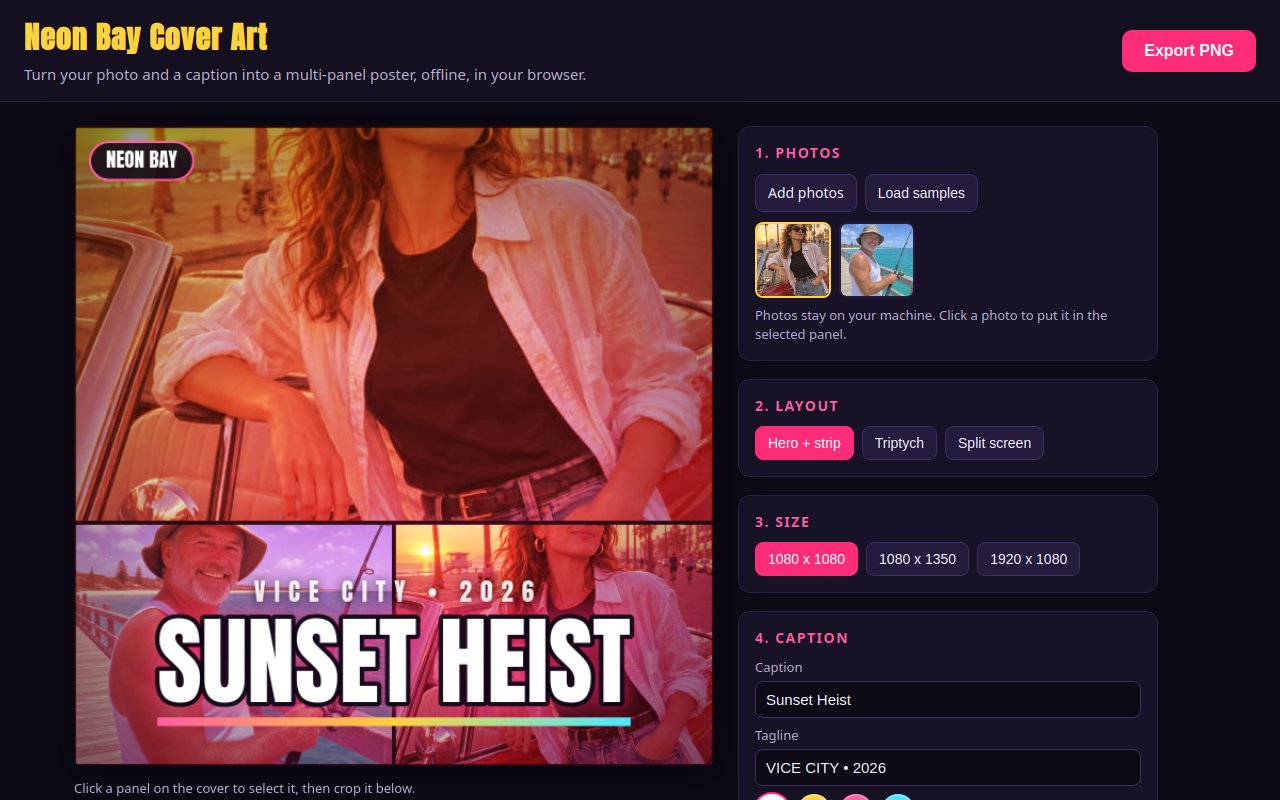 Neon Bay Cover Art
Turn your photo and a caption into a multi-panel poster, offline, in your browser.
Export PNG
NEON BAY
VICE CITY • 2026
SUNSET HEIST
Click a panel on the cover to select it, then crop it below.
1. PHOTOS
Add photos
Load samples
Photos stay on your machine. Click a photo to put it in the
selected panel.
2. LAYOUT
Hero + strip
Triptych
Split screen
3. SIZE
1080 x 1080
1080 x 1350
1920 x 1080
4. CAPTION
Caption
Sunset Heist
Tagline
VICE CITY • 2026